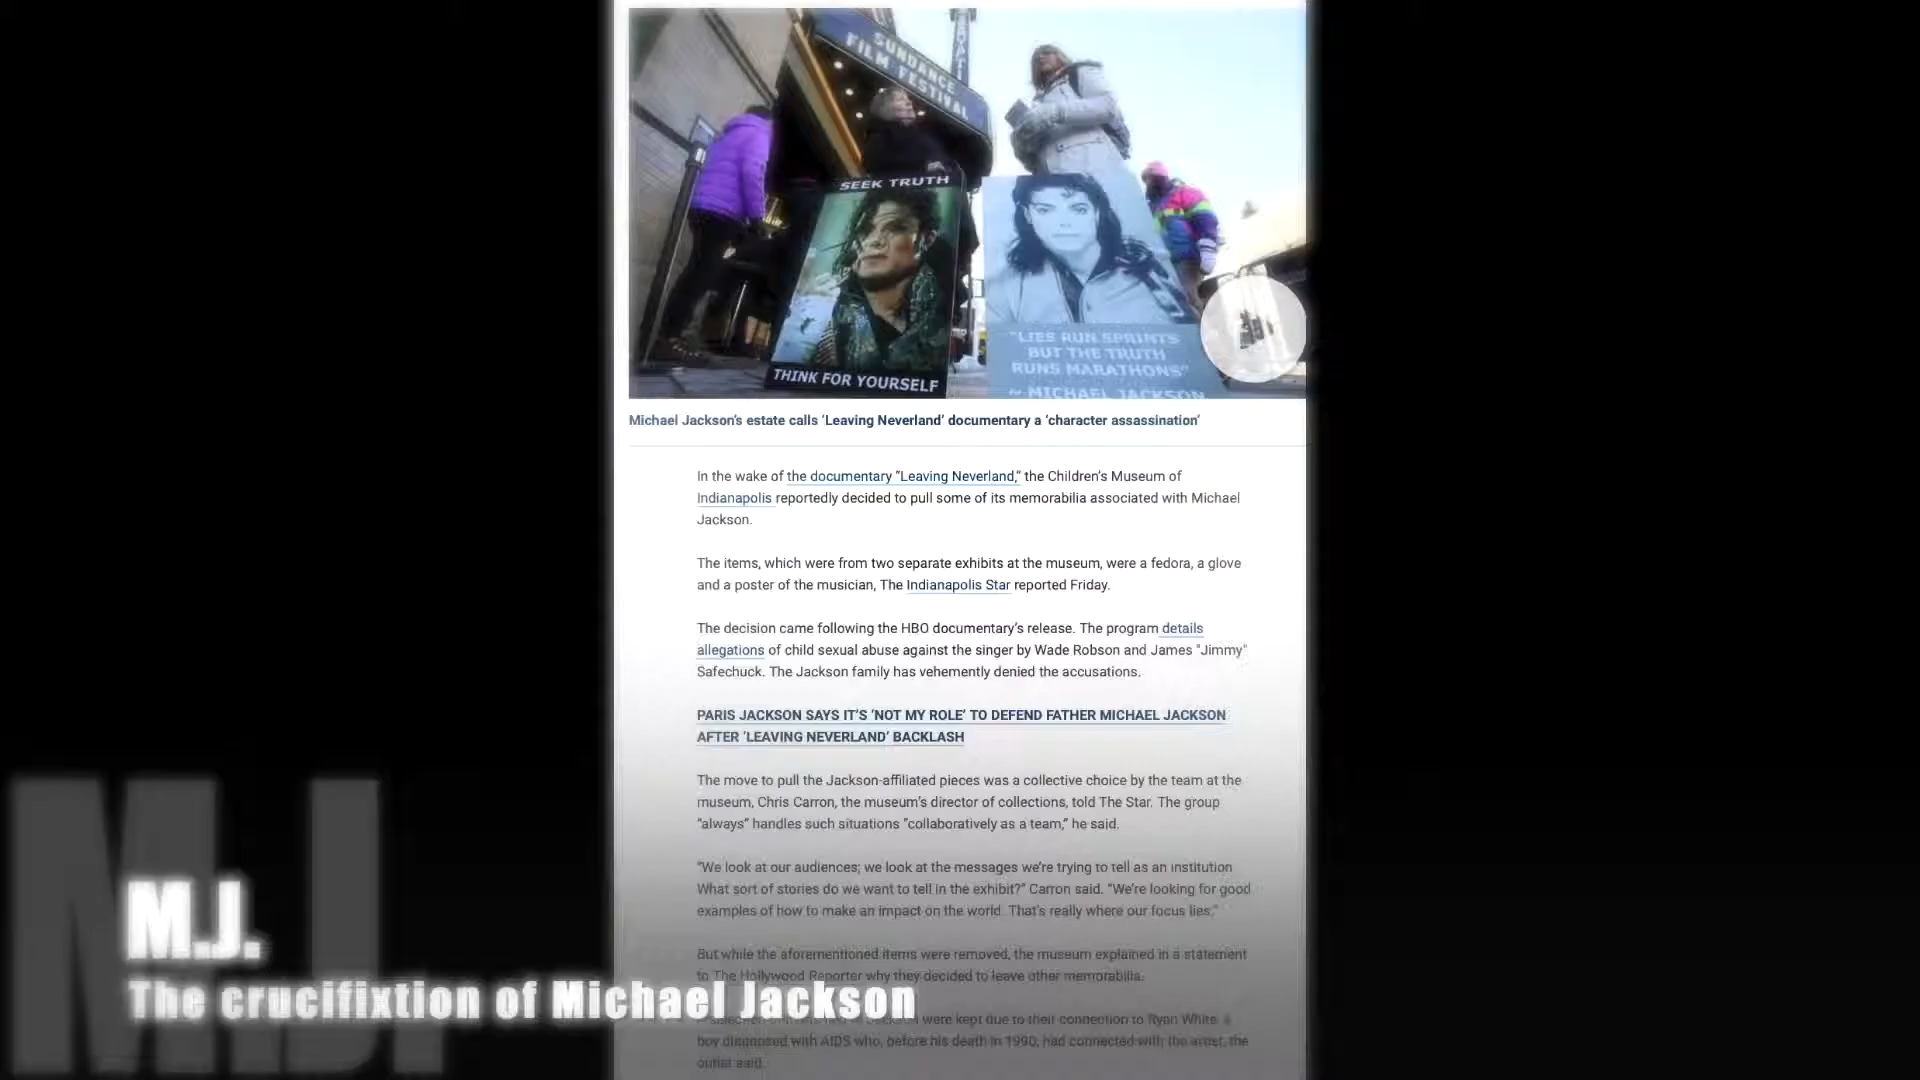 SUNDANCE
FILM FESTIVAL
SEEK TRUTH
THINK FOR YOURSELF
"LIES RUN SPRINTS
BUT THE TRUTH
RUNS MARATHONS"
~ MICHAEL JACKSON
Michael Jackson's estate calls 'Leaving Neverland' documentary a 'character assassination'
In the wake of the documentary "Leaving Neverland," the Children's Museum of
Indianapolis reportedly decided to pull some of its memorabilia associated with Michael
Jackson.
The items, which were from two separate exhibits at the museum, were a fedora, a glove
and a poster of the musician, The Indianapolis Star reported Friday.
The decision came following the HBO documentary's release. The program details
allegations of child sexual abuse against the singer by Wade Robson and James "Jimmy"
Safechuck. The Jackson family has vehemently denied the accusations.
PARIS JACKSON SAYS IT'S 'NOT MY ROLE' TO DEFEND FATHER MICHAEL JACKSON
AFTER 'LEAVING NEVERLAND' BACKLASH
The move to pull the Jackson-affiliated pieces was a collective choice by the team at the
museum, Chris Carron, the museum's director of collections, told The Star. The group
"always" handles such situations "collaboratively as a team," he said.
"We look at our audiences; we look at the messages we're trying to tell as an institution
What sort of stories do we want to tell in the exhibit?" Carron said. "We're looking for good
examples of how to make an impact on the world. That's really where our focus lies."
But while the aforementioned items were removed, the museum explained in a statement
to The Hollywood Reporter why they decided to leave other memorabilia.
were kept due to their connection to Ryan White, a
boy diagnosed with AIDS who, before his death in 1990, had connected with the artist, the
outlet said.
M.J.
M.J.
The crucifixtion of Michael Jackson